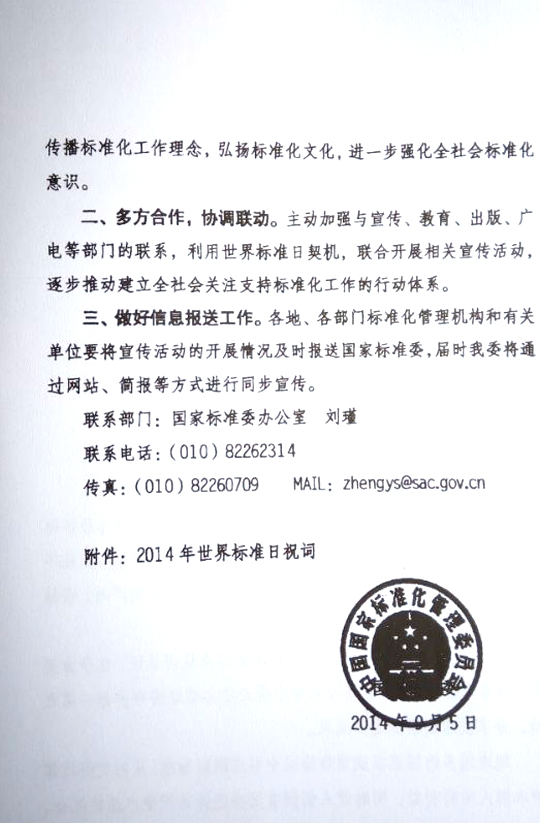 传播标准化工作理念，弘扬标准化文化，进一步强化全社会标准化
意识。
二、多方合作，协调联动。主动加强与宣传、教育、出版、广
电等部门的联系，利用世界标准日契机，联合开展相关宣传活动，
逐步推动建立全社会关注支持标准化工作的行动体系。
三、做好信息报送工作。各地、各部门标准化管理机构和有关
单位要将宣传活动的开展情况及时报送国家标准委，届时我委将通
过网站、简报等方式进行同步宣传。
联系部门：国家标准委办公室 刘瑾
联系电话：(010) 82262314
传真：(010) 82260709 MAIL：zhengys@sac.gov.cn
附件：2014年世界标准日祝词
中国国家标准化管理委员会
2014年9月5日